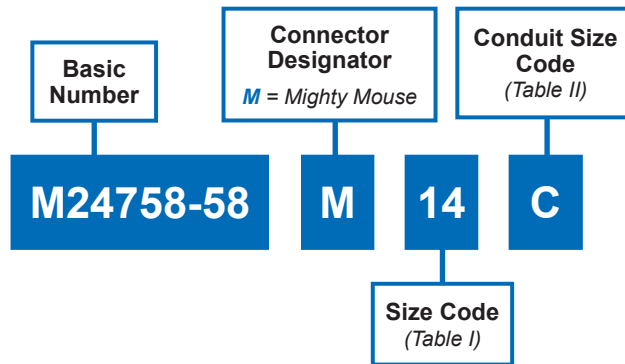 Basic
Number
Connector
Designator
M = Mighty Mouse
Conduit Size
Code
(Table II)
M24758-58
M
14
C
Size Code
(Table I)